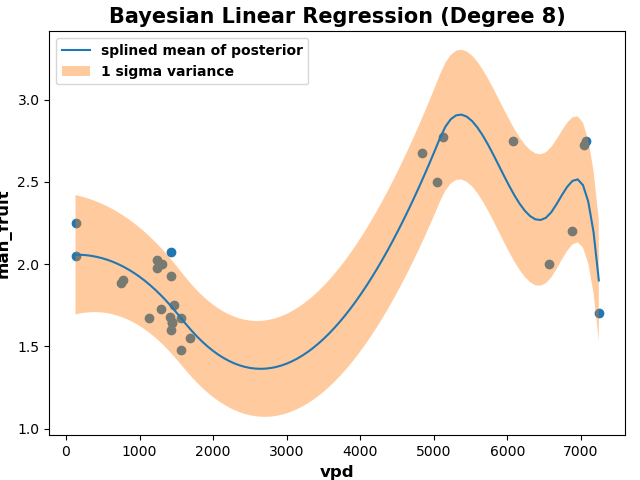 Bayesian Linear Regression (Degree 8)
splined mean of posterior
1 sigma variance
man_fruit
3.0
2.5
2.0
1.5
1.0
0 1000 2000 3000 4000 5000 6000 7000
vpd